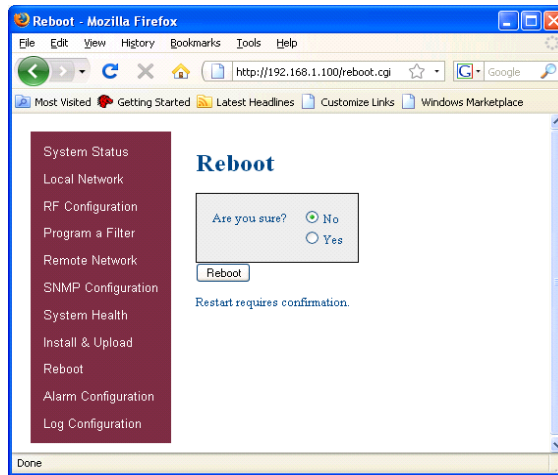 Reboot - Mozilla Firefox
File Edit View History Bookmarks Tools Help
http://192.168.1.100/reboot.cgi G Google
Most Visited Getting Started Latest Headlines Customize Links Windows Marketplace
System Status
Local Network
RF Configuration
Program a Filter
Remote Network
SNMP Configuration
System Health
Install & Upload
Reboot
Alarm Configuration
Log Configuration
Reboot
Are you sure? No
Yes
Reboot
Restart requires confirmation.
Done